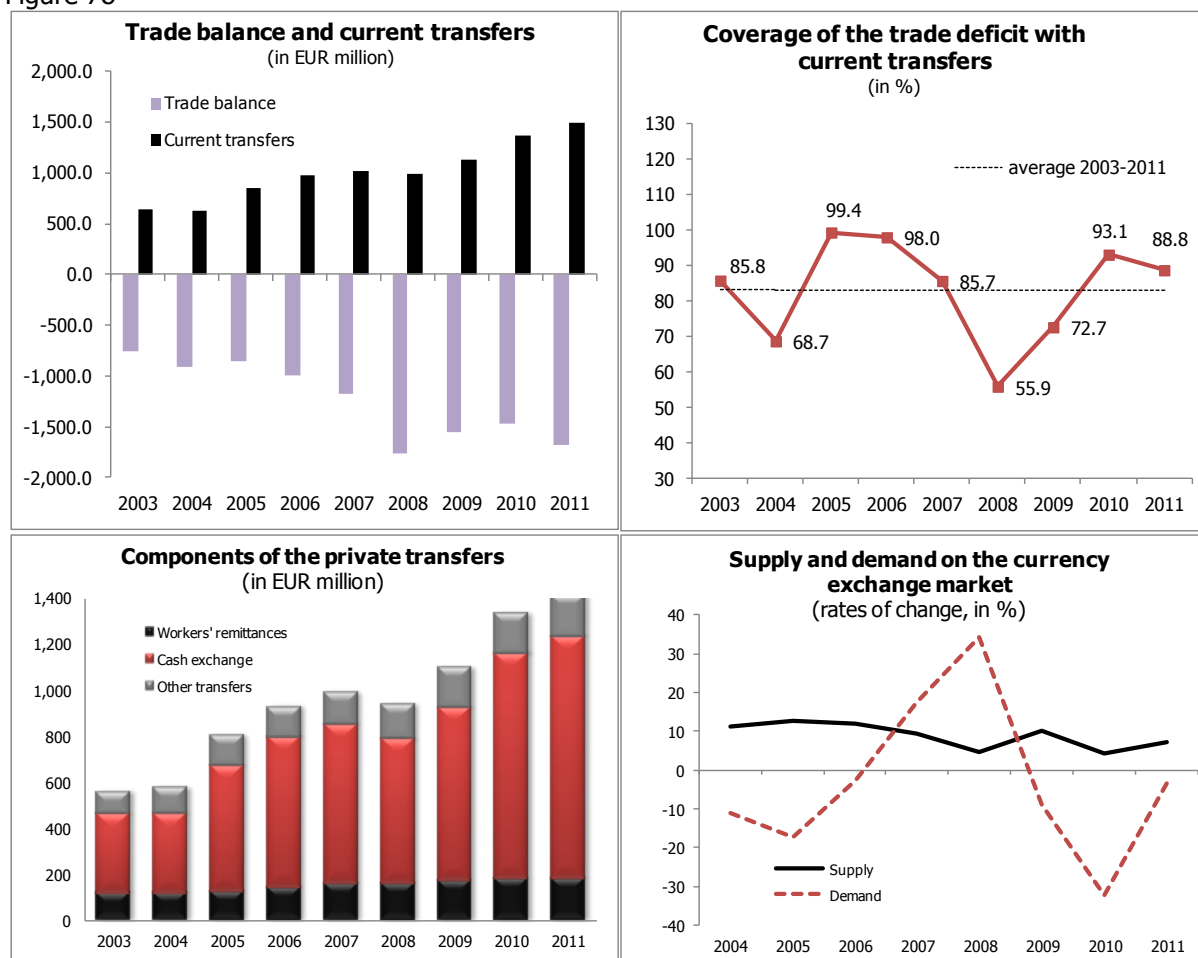 Figure 78
Trade balance and current transfers
(in EUR million)
2,000.0
1,500.0
1,000.0
500.0
0.0
-500.0
-1,000.0
-1,500.0
-2,000.0
Trade balance
Current transfers
2003 2004 2005 2006 2007 2008 2009 2010 2011
Coverage of the trade deficit with
current transfers
(in %)
130
120
110
100
90
80
70
60
50
40
30
average 2003-2011
85.8
68.7
99.4
98.0
85.7
55.9
72.7
93.1
88.8
2003 2004 2005 2006 2007 2008 2009 2010 2011
Components of the private transfers
(in EUR million)
1,400
1,200
1,000
800
600
400
200
0
Workers' remittances
Cash exchange
Other transfers
2003 2004 2005 2006 2007 2008 2009 2010 2011
Supply and demand on the currency
exchange market
(rates of change, in %)
40
30
20
10
0
-10
-20
-30
-40
Supply
Demand
2004 2005 2006 2007 2008 2009 2010 2011